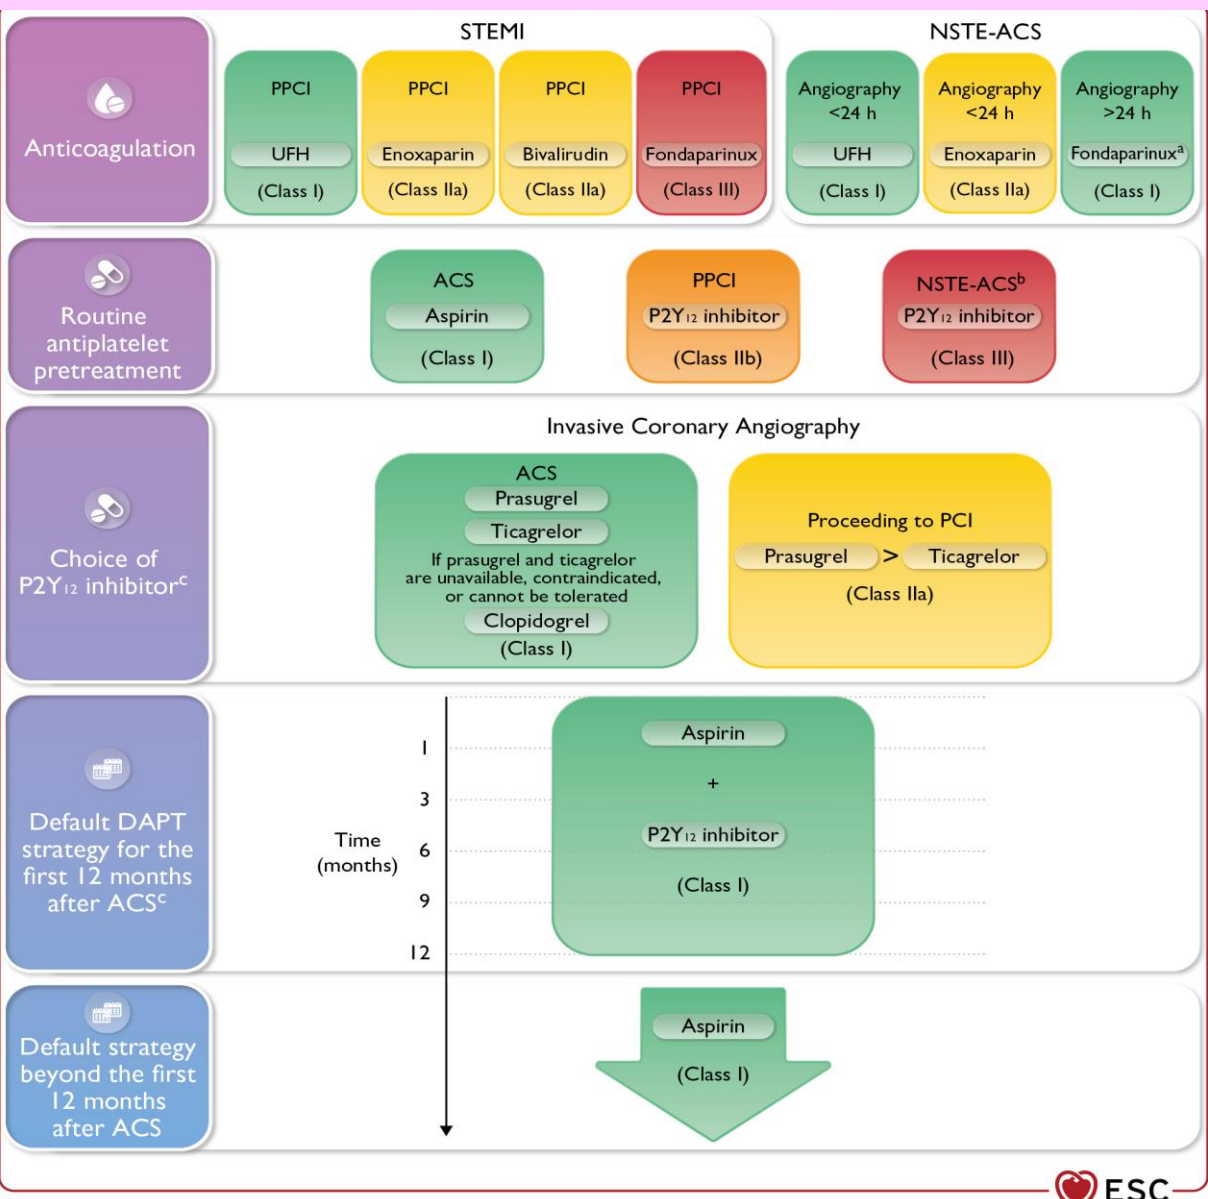 STEMI
NSTE-ACS
Anticoagulation
PPCI
UFH
(Class I)
PPCI
Enoxaparin
(Class IIa)
PPCI
Bivalirudin
(Class IIa)
PPCI
Fondaparinux
(Class III)
Angiography
<24 h
UFH
(Class I)
Angiography
<24 h
Enoxaparin
(Class IIa)
Angiography
>24 h
Fondaparinuxᵃ
(Class I)
Routine
antiplatelet
pretreatment
ACS
Aspirin
(Class I)
PPCI
P2Y₁₂ inhibitor
(Class IIb)
NSTE-ACSᵇ
P2Y₁₂ inhibitor
(Class III)
Choice of
P2Y₁₂ inhibitorᶜ
Invasive Coronary Angiography
ACS
Prasugrel
Ticagrelor
If prasugrel and ticagrelor
are unavailable, contraindicated,
or cannot be tolerated
Clopidogrel
(Class I)
Proceeding to PCI
Prasugrel > Ticagrelor
(Class IIa)
Default DAPT
strategy for the
first 12 months
after ACSᶜ
Time
(months)
1
3
6
9
12
Aspirin
+
P2Y₁₂ inhibitor
(Class I)
Default strategy
beyond the first
12 months
after ACS
Aspirin
(Class I)
ESC